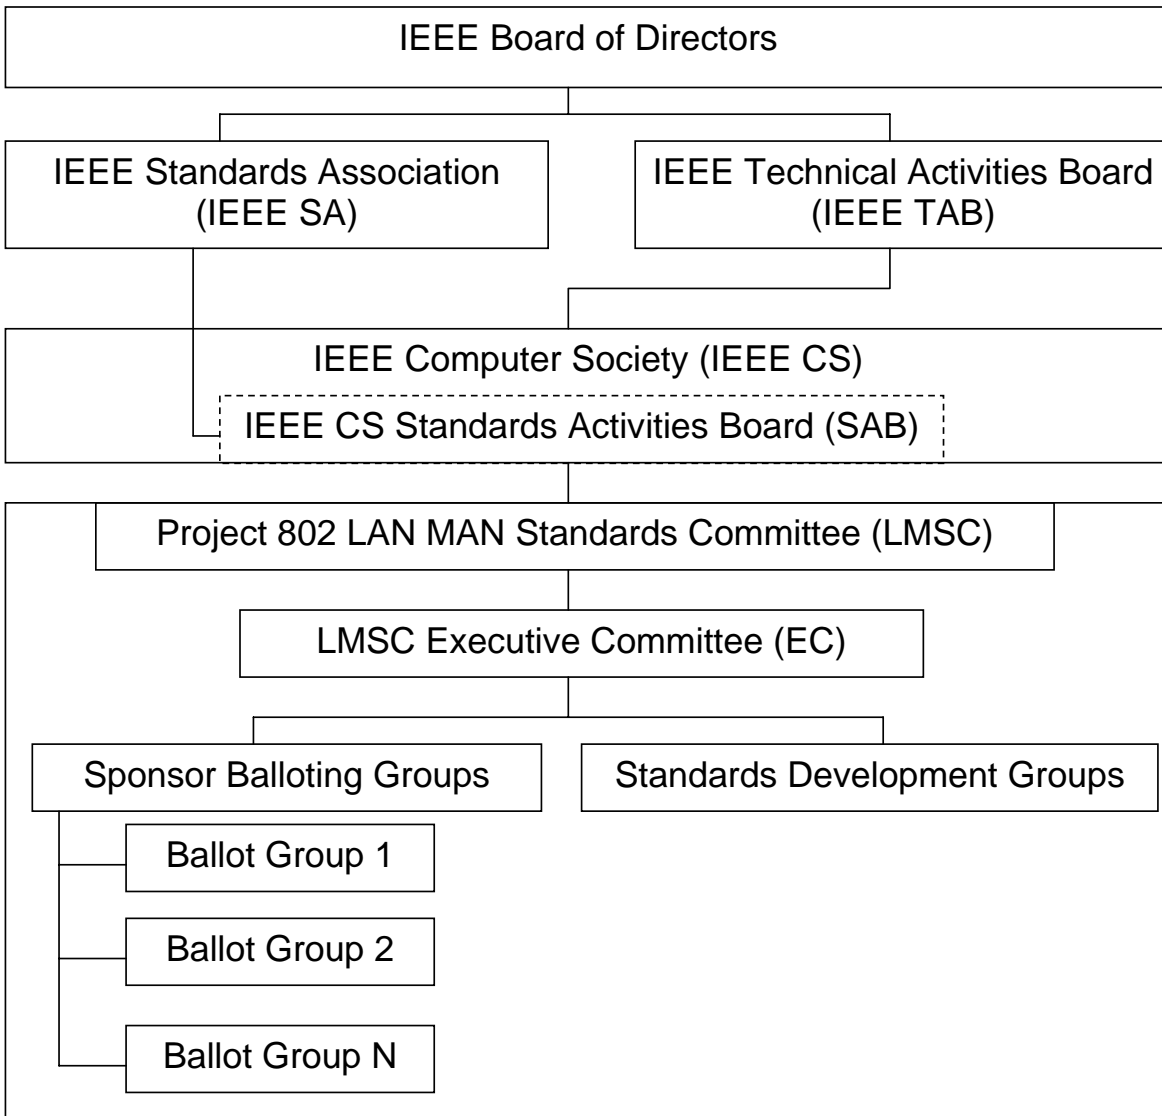 IEEE Board of Directors
IEEE Standards Association
(IEEE SA)
IEEE Technical Activities Board
(IEEE TAB)
IEEE Computer Society (IEEE CS)
IEEE CS Standards Activities Board (SAB)
Project 802 LAN MAN Standards Committee (LMSC)
LMSC Executive Committee (EC)
Sponsor Balloting Groups
Standards Development Groups
Ballot Group 1
Ballot Group 2
Ballot Group N